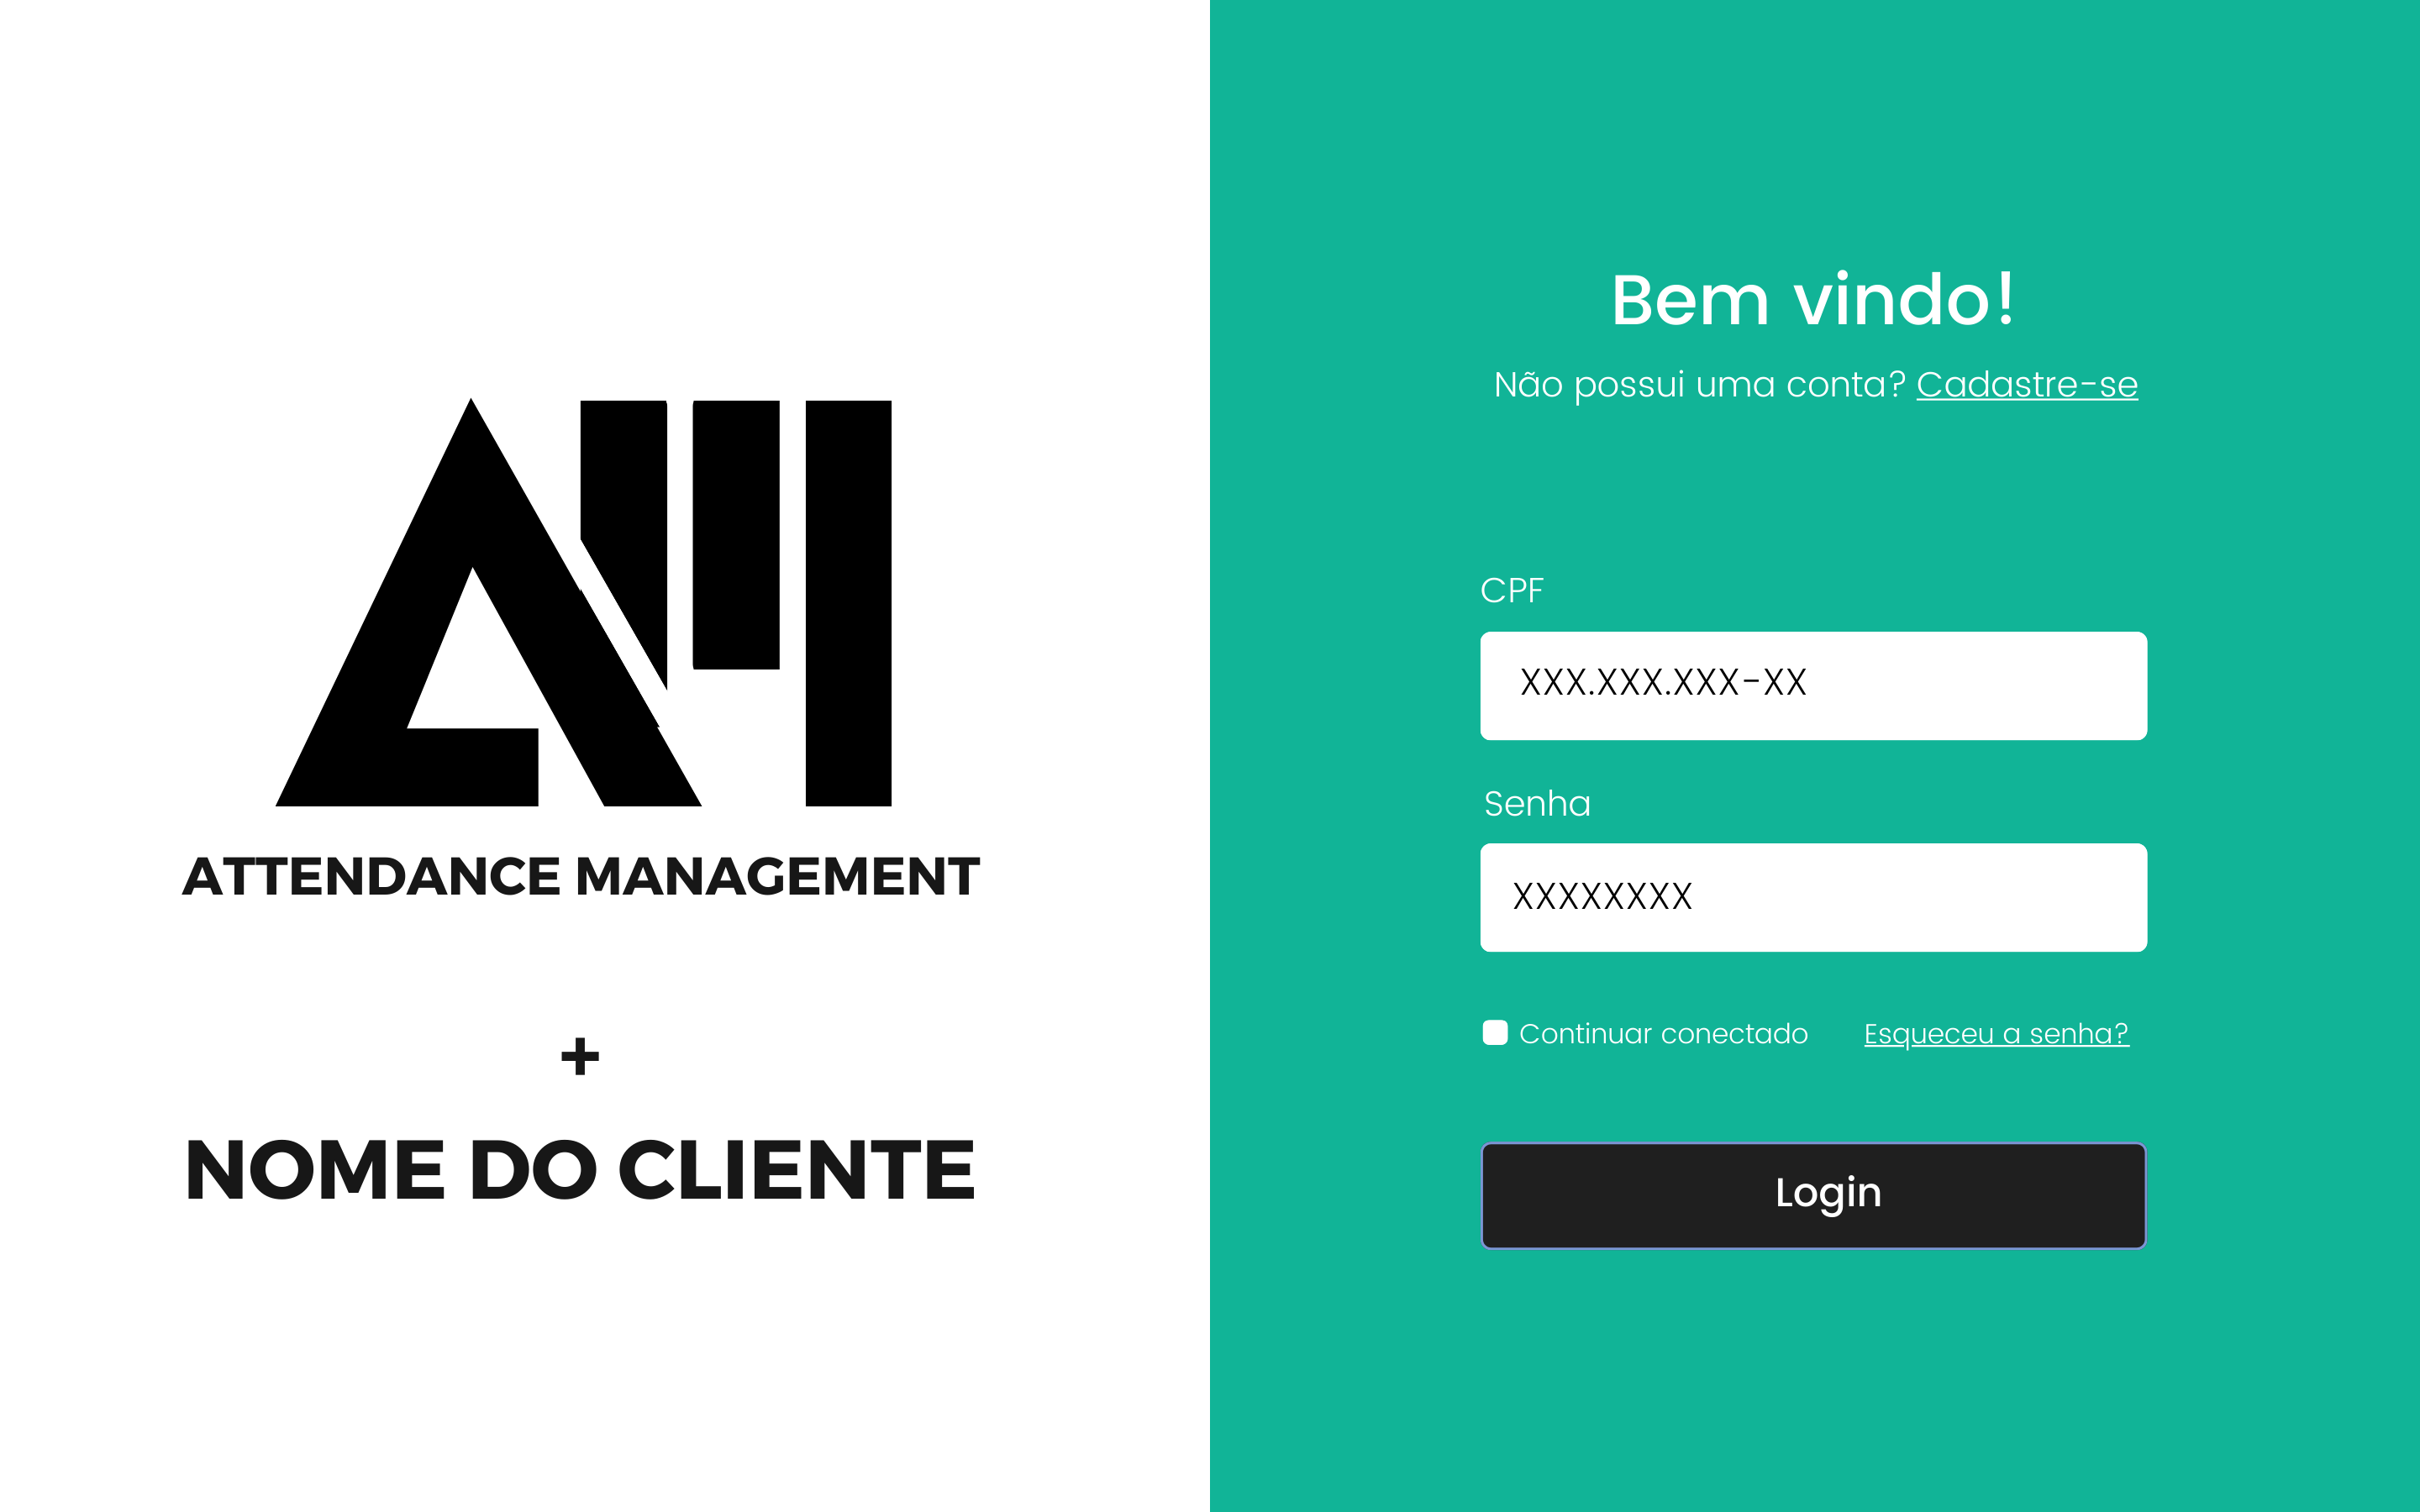 ATTENDANCE MANAGEMENT
+
NOME DO CLIENTE
Bem vindo!
Não possui uma conta? Cadastre-se
CPF
XXX.XXX.XXX-XX
Senha
XXXXXXXX
Continuar conectado Esqueceu a senha?
Login